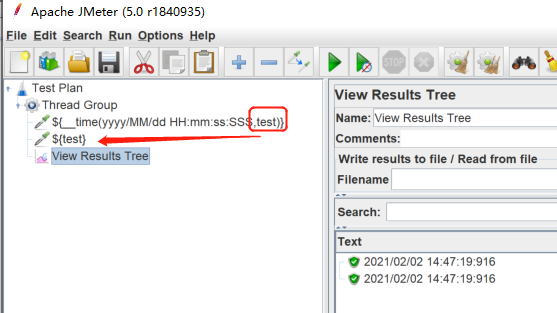 Apache JMeter (5.0 r1840935)
File Edit Search Run Options Help
STOP
Test Plan
Thread Group
${__time(yyyy/MM/dd HH:mm:ss:SSS,test)}
${test}
View Results Tree
View Results Tree
Name: View Results Tree
Comments:
Write results to file / Read from file
Filename
Search:
Text
2021/02/02 14:47:19:916
2021/02/02 14:47:19:916